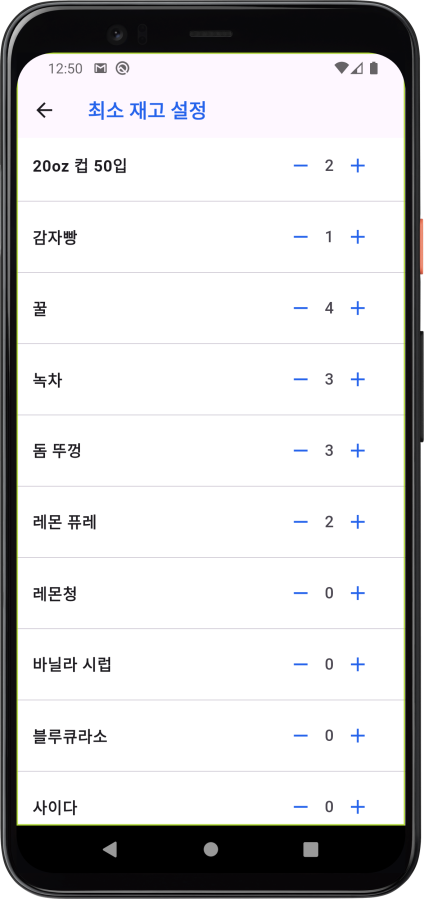 12:50
최소 재고 설정
20oz 컵 50입 2
감자빵 1
꿀 4
녹차 3
돔 뚜껑 3
레몬 퓨레 2
레몬청 0
바닐라 시럽 0
블루큐라소 0
사이다 0